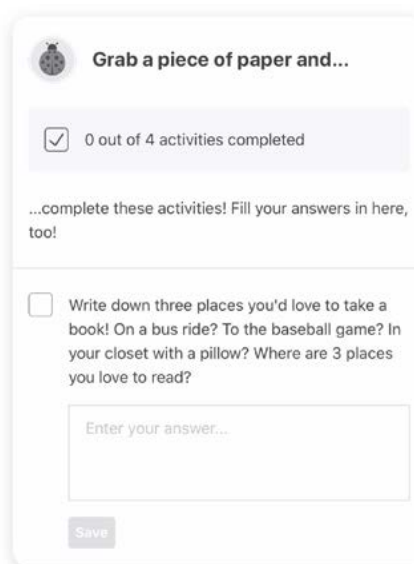 Grab a piece of paper and...
0 out of 4 activities completed
...complete these activities! Fill your answers in here,
too!
Write down three places you'd love to take a
book! On a bus ride? To the baseball game? In
your closet with a pillow? Where are 3 places
you love to read?
Enter your answer...
Save